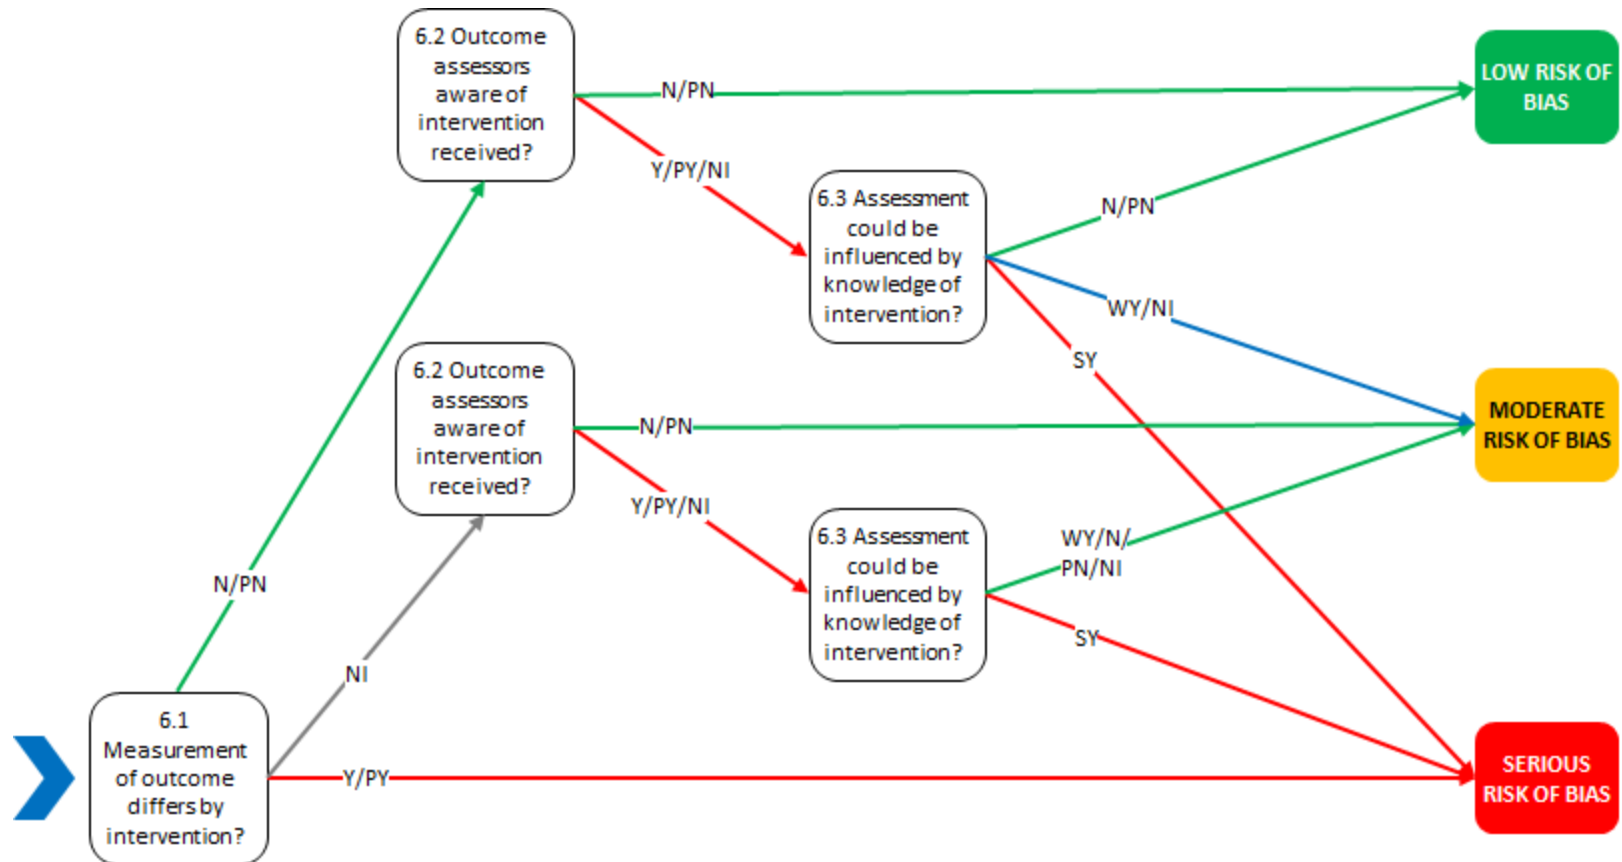 6.2 Outcome
assessors
aware of
intervention
received?
N/PN
LOW RISK OF
BIAS
Y/PY/NI
6.3 Assessment
could be
influenced by
knowledge of
intervention?
N/PN
WY/NI
SY
6.2 Outcome
assessors
aware of
intervention
received?
N/PN
MODERATE
RISK OF BIAS
Y/PY/NI
6.3 Assessment
could be
influenced by
knowledge of
intervention?
WY/N/
PN/NI
SY
N/PN
NI
6.1
Measurement
of outcome
differs by
intervention?
Y/PY
SERIOUS
RISK OF BIAS